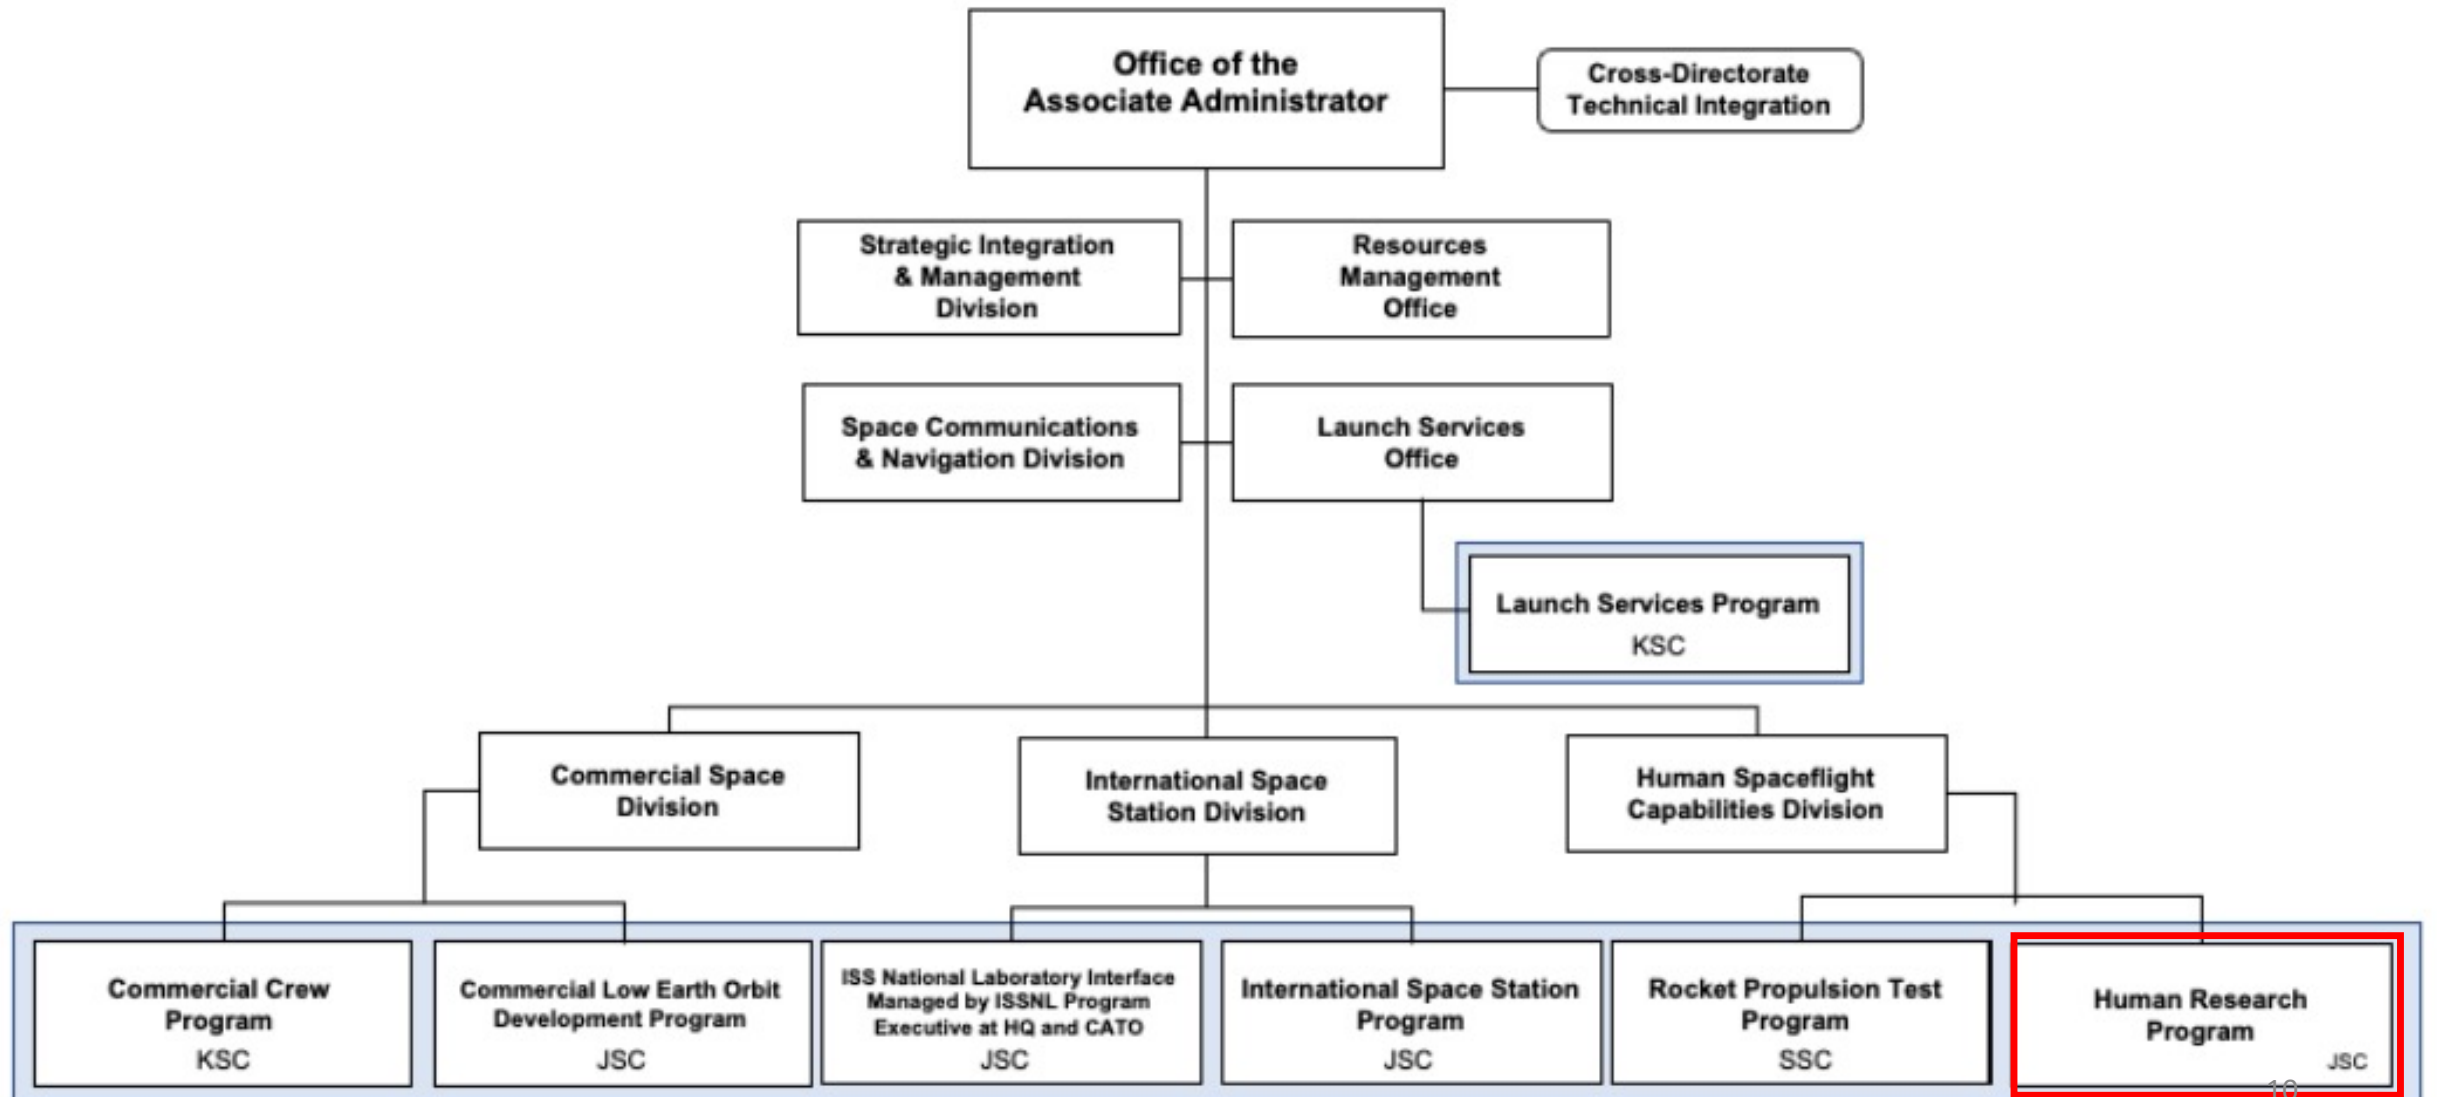 Office of the
Associate Administrator
Cross-Directorate
Technical Integration
Strategic Integration
& Management
Division
Resources
Management
Office
Space Communications
& Navigation Division
Launch Services
Office
Launch Services Program
KSC
Commercial Space
Division
International Space
Station Division
Human Spaceflight
Capabilities Division
Commercial Crew
Program
KSC
Commercial Low Earth Orbit
Development Program
JSC
ISS National Laboratory Interface
Managed by ISSNL Program
Executive at HQ and CATO
JSC
International Space Station
Program
JSC
Rocket Propulsion Test
Program
SSC
Human Research
Program
JSC
10